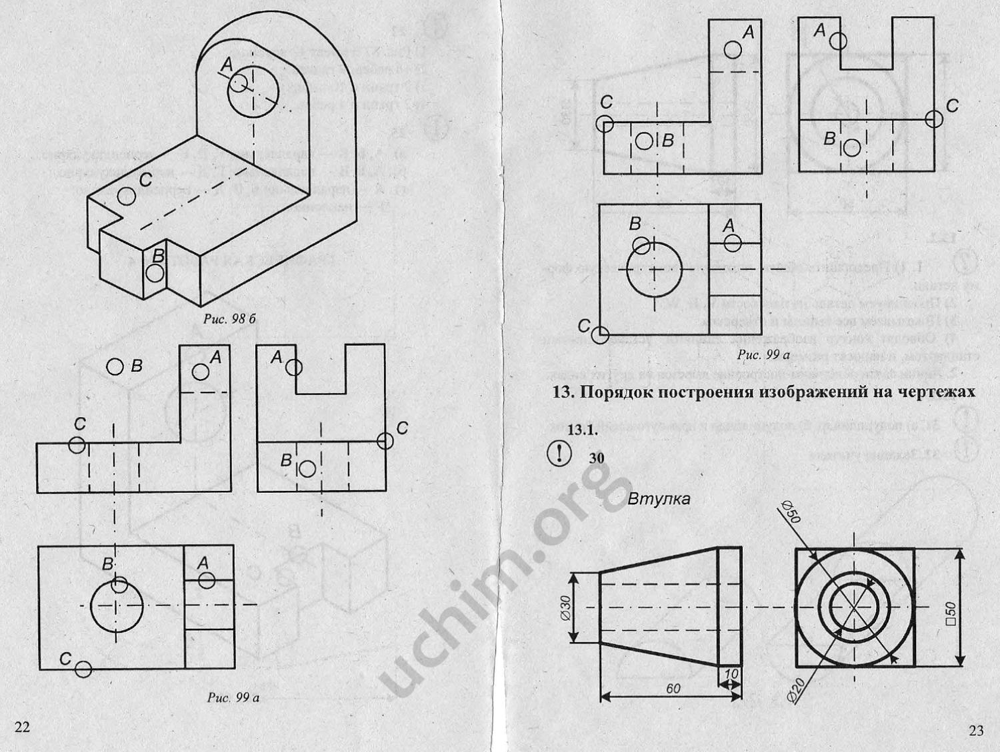 A
C
B
Рис. 98 б
B
A
A
C
C
B
B
A
C
Рис. 99 а
22
A
A
C
C
B
B
B
A
C
Рис. 99 а
13. Порядок построения изображений на чертежах
13.1.
! 30
Втулка
Ø50
Ø30
□50
10
60
Ø20
23
uchim.org